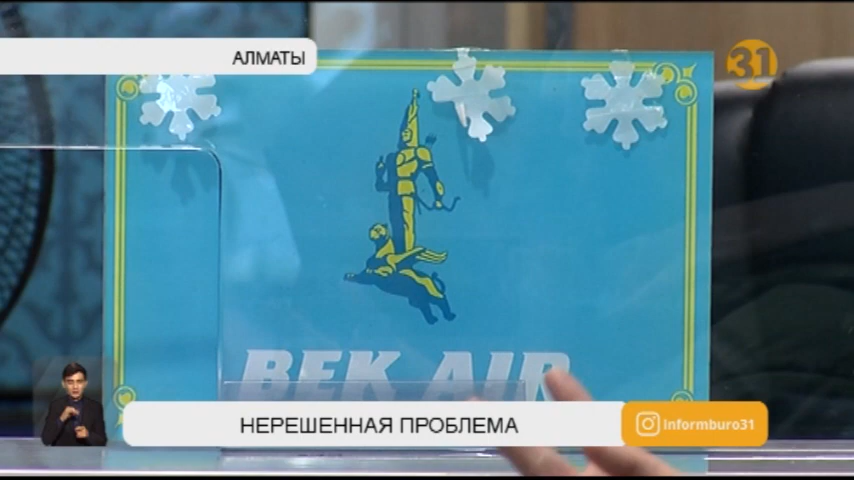 АЛМАТЫ
31
BEK AIR
НЕРЕШЕННАЯ ПРОБЛЕМА
Informburo31